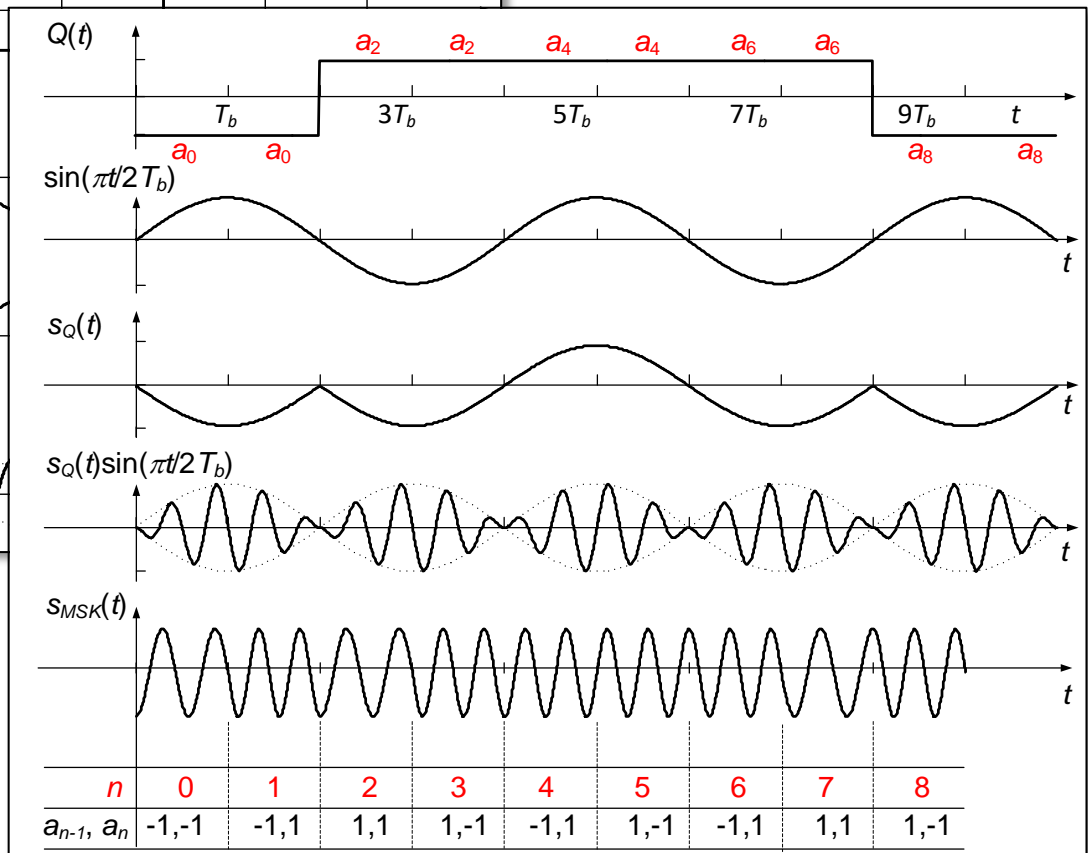 Q(t)
a2 a2 a4 a4 a6 a6
Tb 3Tb 5Tb 7Tb 9Tb t
a0 a0 a8 a8
sin(πt/2Tb)
t
sQ(t)
t
sQ(t)sin(πt/2Tb)
t
sMSK(t)
t
n 0 1 2 3 4 5 6 7 8
an-1, an -1,-1 -1,1 1,1 1,-1 -1,1 1,-1 -1,1 1,1 1,-1